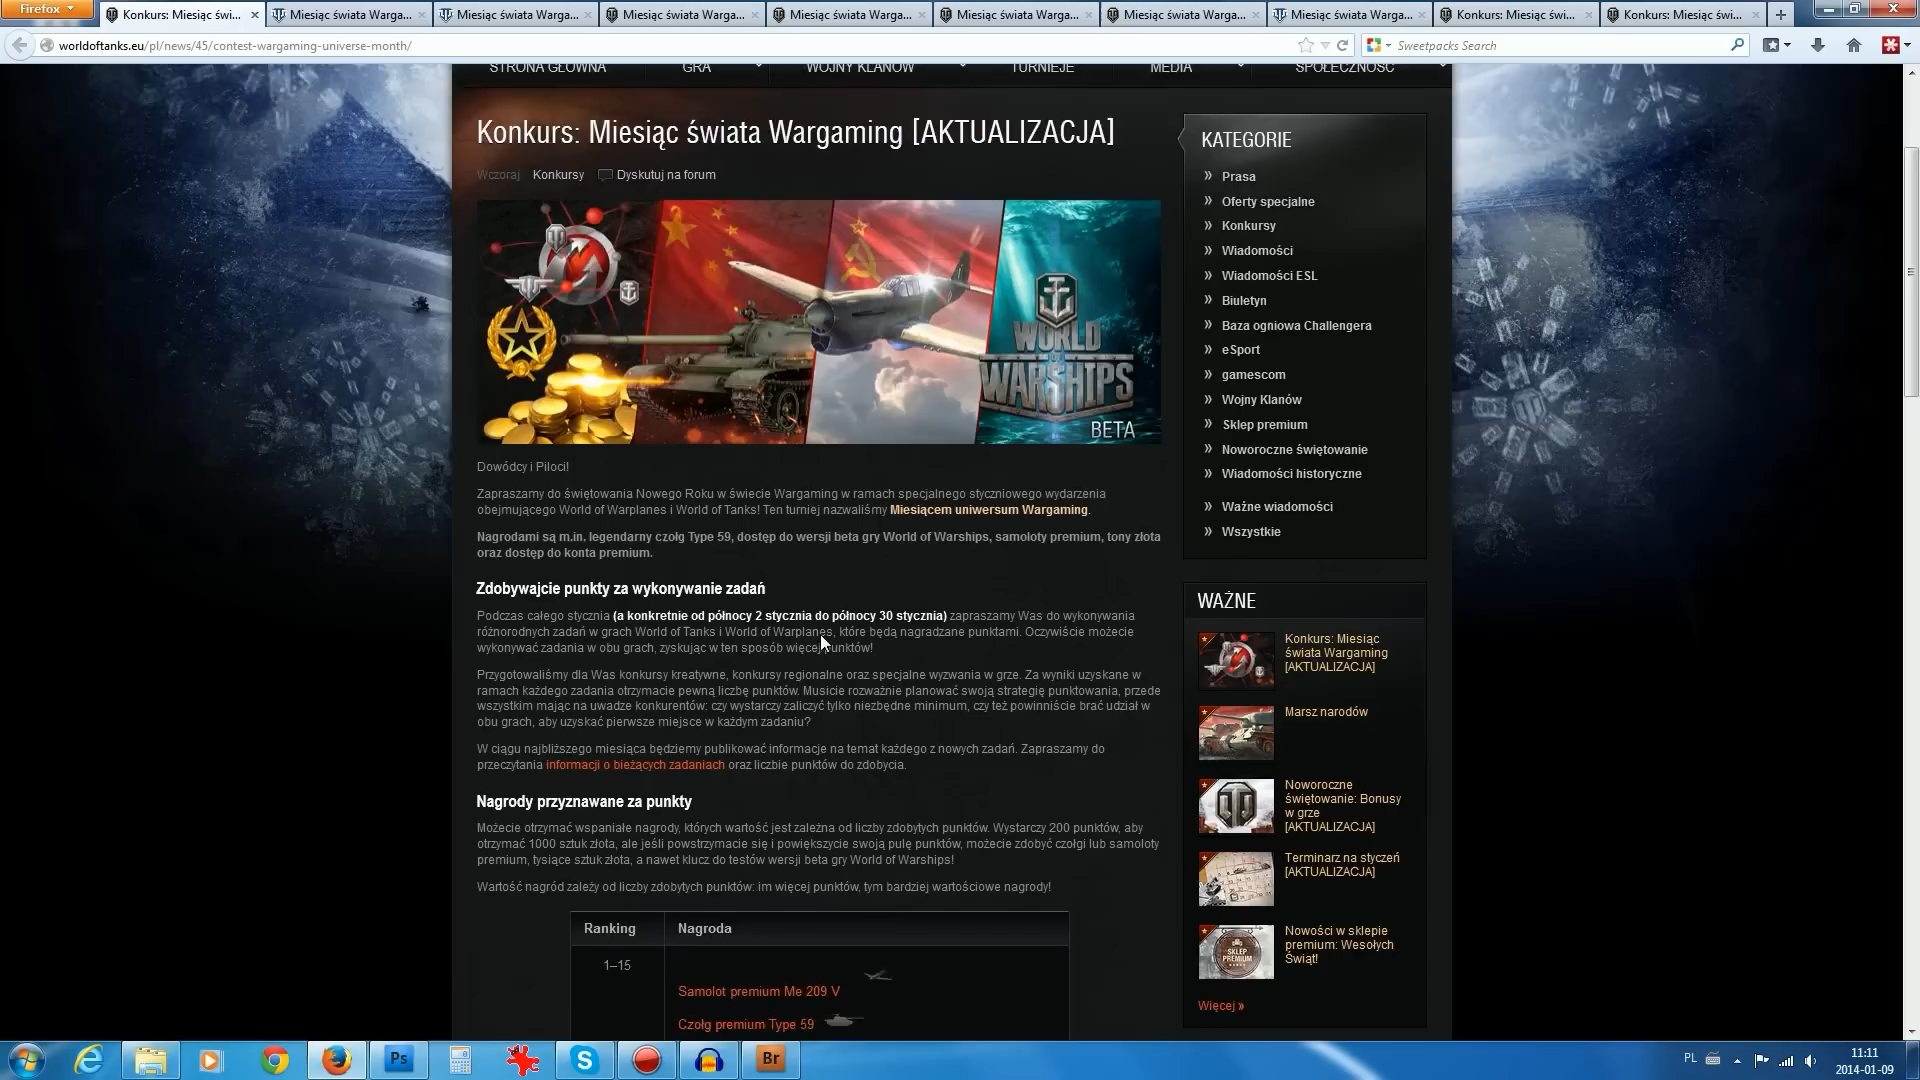 Firefox
Konkurs: Miesiąc świ...
Miesiąc świata Warga...
Miesiąc świata Warga...
Miesiąc świata Warga...
Miesiąc świata Warga...
Miesiąc świata Warga...
Miesiąc świata Warga...
Miesiąc świata Warga...
Konkurs: Miesiąc świ...
Konkurs: Miesiąc świ...
worldoftanks.eu/pl/news/45/contest-wargaming-universe-month/
Sweetpacks Search
STRONA GŁÓWNA
GRA
WOJNY KLANÓW
TURNIEJE
MEDIA
SPOŁECZNOŚĆ
Konkurs: Miesiąc świata Wargaming [AKTUALIZACJA]
Wczoraj Konkursy Dyskutuj na forum
WORLD
OF
WARSHIPS
BETA
Dowódcy i Piloci!
Zapraszamy do świętowania Nowego Roku w świecie Wargaming w ramach specjalnego styczniowego wydarzenia
obejmującego World of Warplanes i World of Tanks! Ten turniej nazwaliśmy Miesiącem uniwersum Wargaming.
Nagrodami są m.in. legendarny czołg Type 59, dostęp do wersji beta gry World of Warships, samoloty premium, tony złota
oraz dostęp do konta premium.
Zdobywajcie punkty za wykonywanie zadań
Podczas całego stycznia (a konkretnie od północy 2 stycznia do północy 30 stycznia) zapraszamy Was do wykonywania
różnorodnych zadań w grach World of Tanks i World of Warplanes, które będą nagradzane punktami. Oczywiście możecie
wykonywać zadania w obu grach, zyskując w ten sposób więcej punktów!
Przygotowaliśmy dla Was konkursy kreatywne, konkursy regionalne oraz specjalne wyzwania w grze. Za wyniki uzyskane w
ramach każdego zadania otrzymacie pewną liczbę punktów. Musicie rozważnie planować swoją strategię punktowania, przede
wszystkim mając na uwadze konkurentów: czy wystarczy zaliczyć tylko niezbędne minimum, czy też powinniście brać udział w
obu grach, aby uzyskać pierwsze miejsce w każdym zadaniu?
W ciągu najbliższego miesiąca będziemy publikować informacje na temat każdego z nowych zadań. Zapraszamy do
przeczytania informacji o bieżących zadaniach oraz liczbie punktów do zdobycia.
Nagrody przyznawane za punkty
Możecie otrzymać wspaniałe nagrody, których wartość jest zależna od liczby zdobytych punktów. Wystarczy 200 punktów, aby
otrzymać 1000 sztuk złota, ale jeśli powstrzymacie się i powiększycie swoją pulę punktów, możecie zdobyć czołgi lub samoloty
premium, tysiące sztuk złota, a nawet klucz do testów wersji beta gry World of Warships!
Wartość nagród zależy od liczby zdobytych punktów: im więcej punktów, tym bardziej wartościowe nagrody!
Ranking Nagroda
1–15
Samolot premium Me 209 V
Czołg premium Type 59
KATEGORIE
» Prasa
» Oferty specjalne
» Konkursy
» Wiadomości
» Wiadomości ESL
» Biuletyn
» Baza ogniowa Challengera
» eSport
» gamescom
» Wojny Klanów
» Sklep premium
» Noworoczne świętowanie
» Wiadomości historyczne
» Ważne wiadomości
» Wszystkie
WAŻNE
Konkurs: Miesiąc
świata Wargaming
[AKTUALIZACJA]
Marsz narodów
Noworoczne
świętowanie: Bonusy
w grze
[AKTUALIZACJA]
Terminarz na styczeń
[AKTUALIZACJA]
SKLEP
PREMIUM
Nowości w sklepie
premium: Wesołych
Świąt!
Więcej »
Ps
Br
PL
11:11
2014-01-09